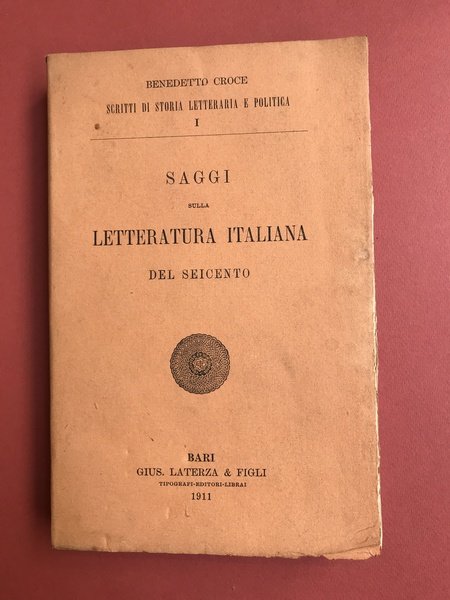 BENEDETTO CROCE
SCRITTI DI STORIA LETTERARIA E POLITICA
I
SAGGI
SULLA
LETTERATURA ITALIANA
DEL SEICENTO
BARI
GIUS. LATERZA & FIGLI
TIPOGRAFI-EDITORI-LIBRAI
1911